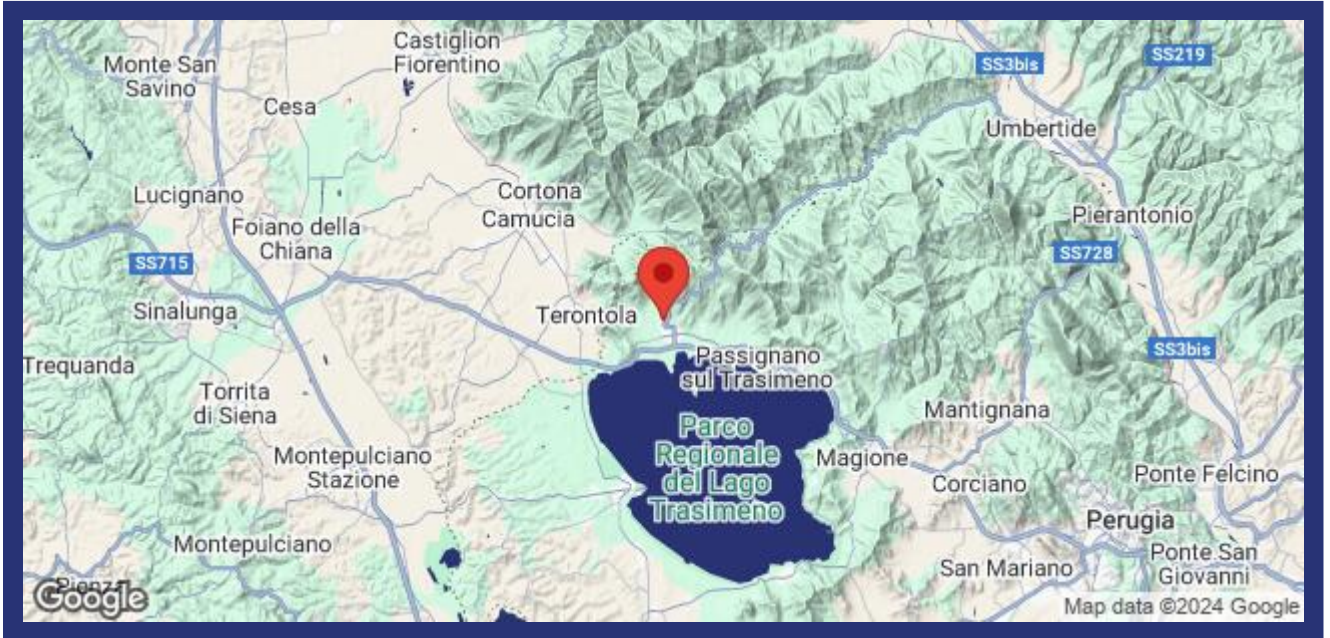 Castiglion
Fiorentino
SS3bis
SS219
Monte San
Savino
Cesa
Umbertide
Lucignano
Cortona
Camucia
Foiano della
Chiana
Pierantonio
SS728
SS715
Sinalunga
Terontola
Passignano
sul Trasimeno
SS3bis
Trequanda
Torrita
di Siena
Mantignana
Parco
Regionale
del Lago
Trasimeno
Montepulciano
Stazione
Magione
Corciano
Ponte Felcino
Perugia
Montepulciano
San Mariano
Ponte San
Giovanni
Pienza
Google
Map data ©2024 Google